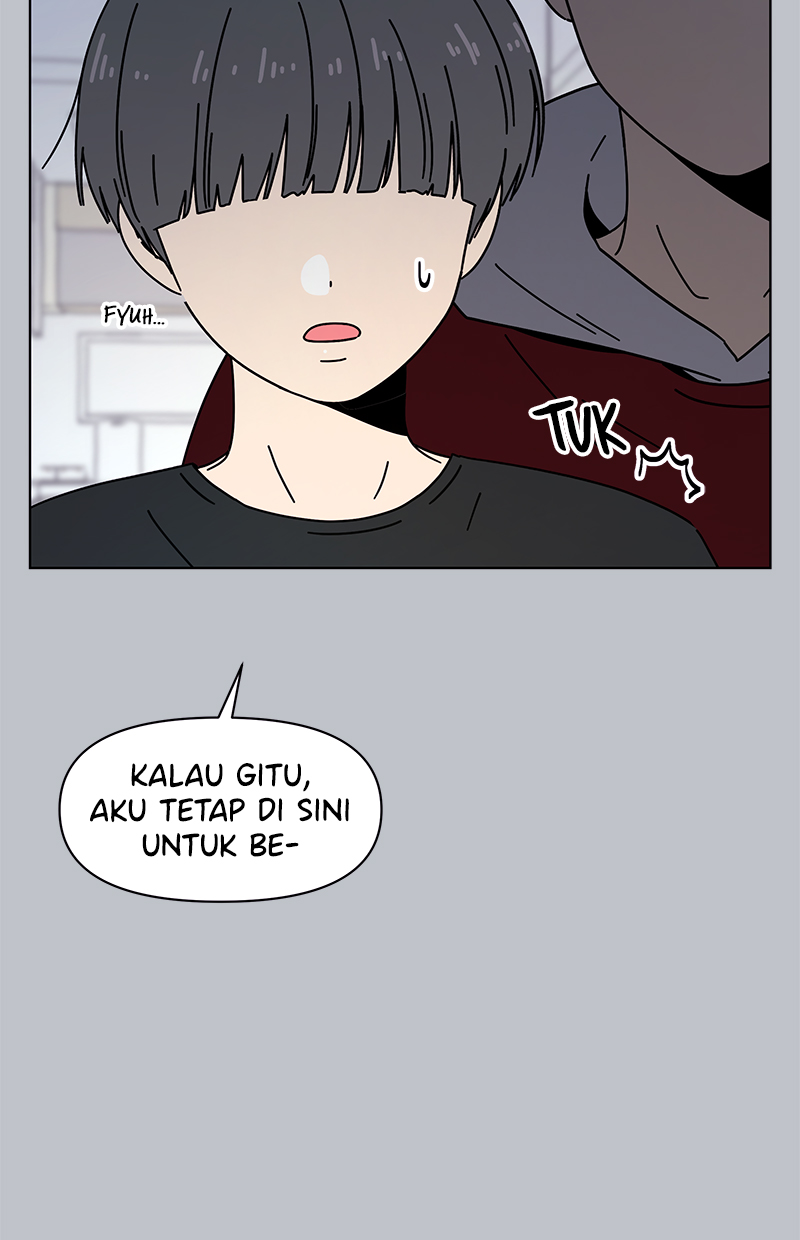 FYUH...
TUK
KALAU GITU,
AKU TETAP DI SINI
UNTUK BE-